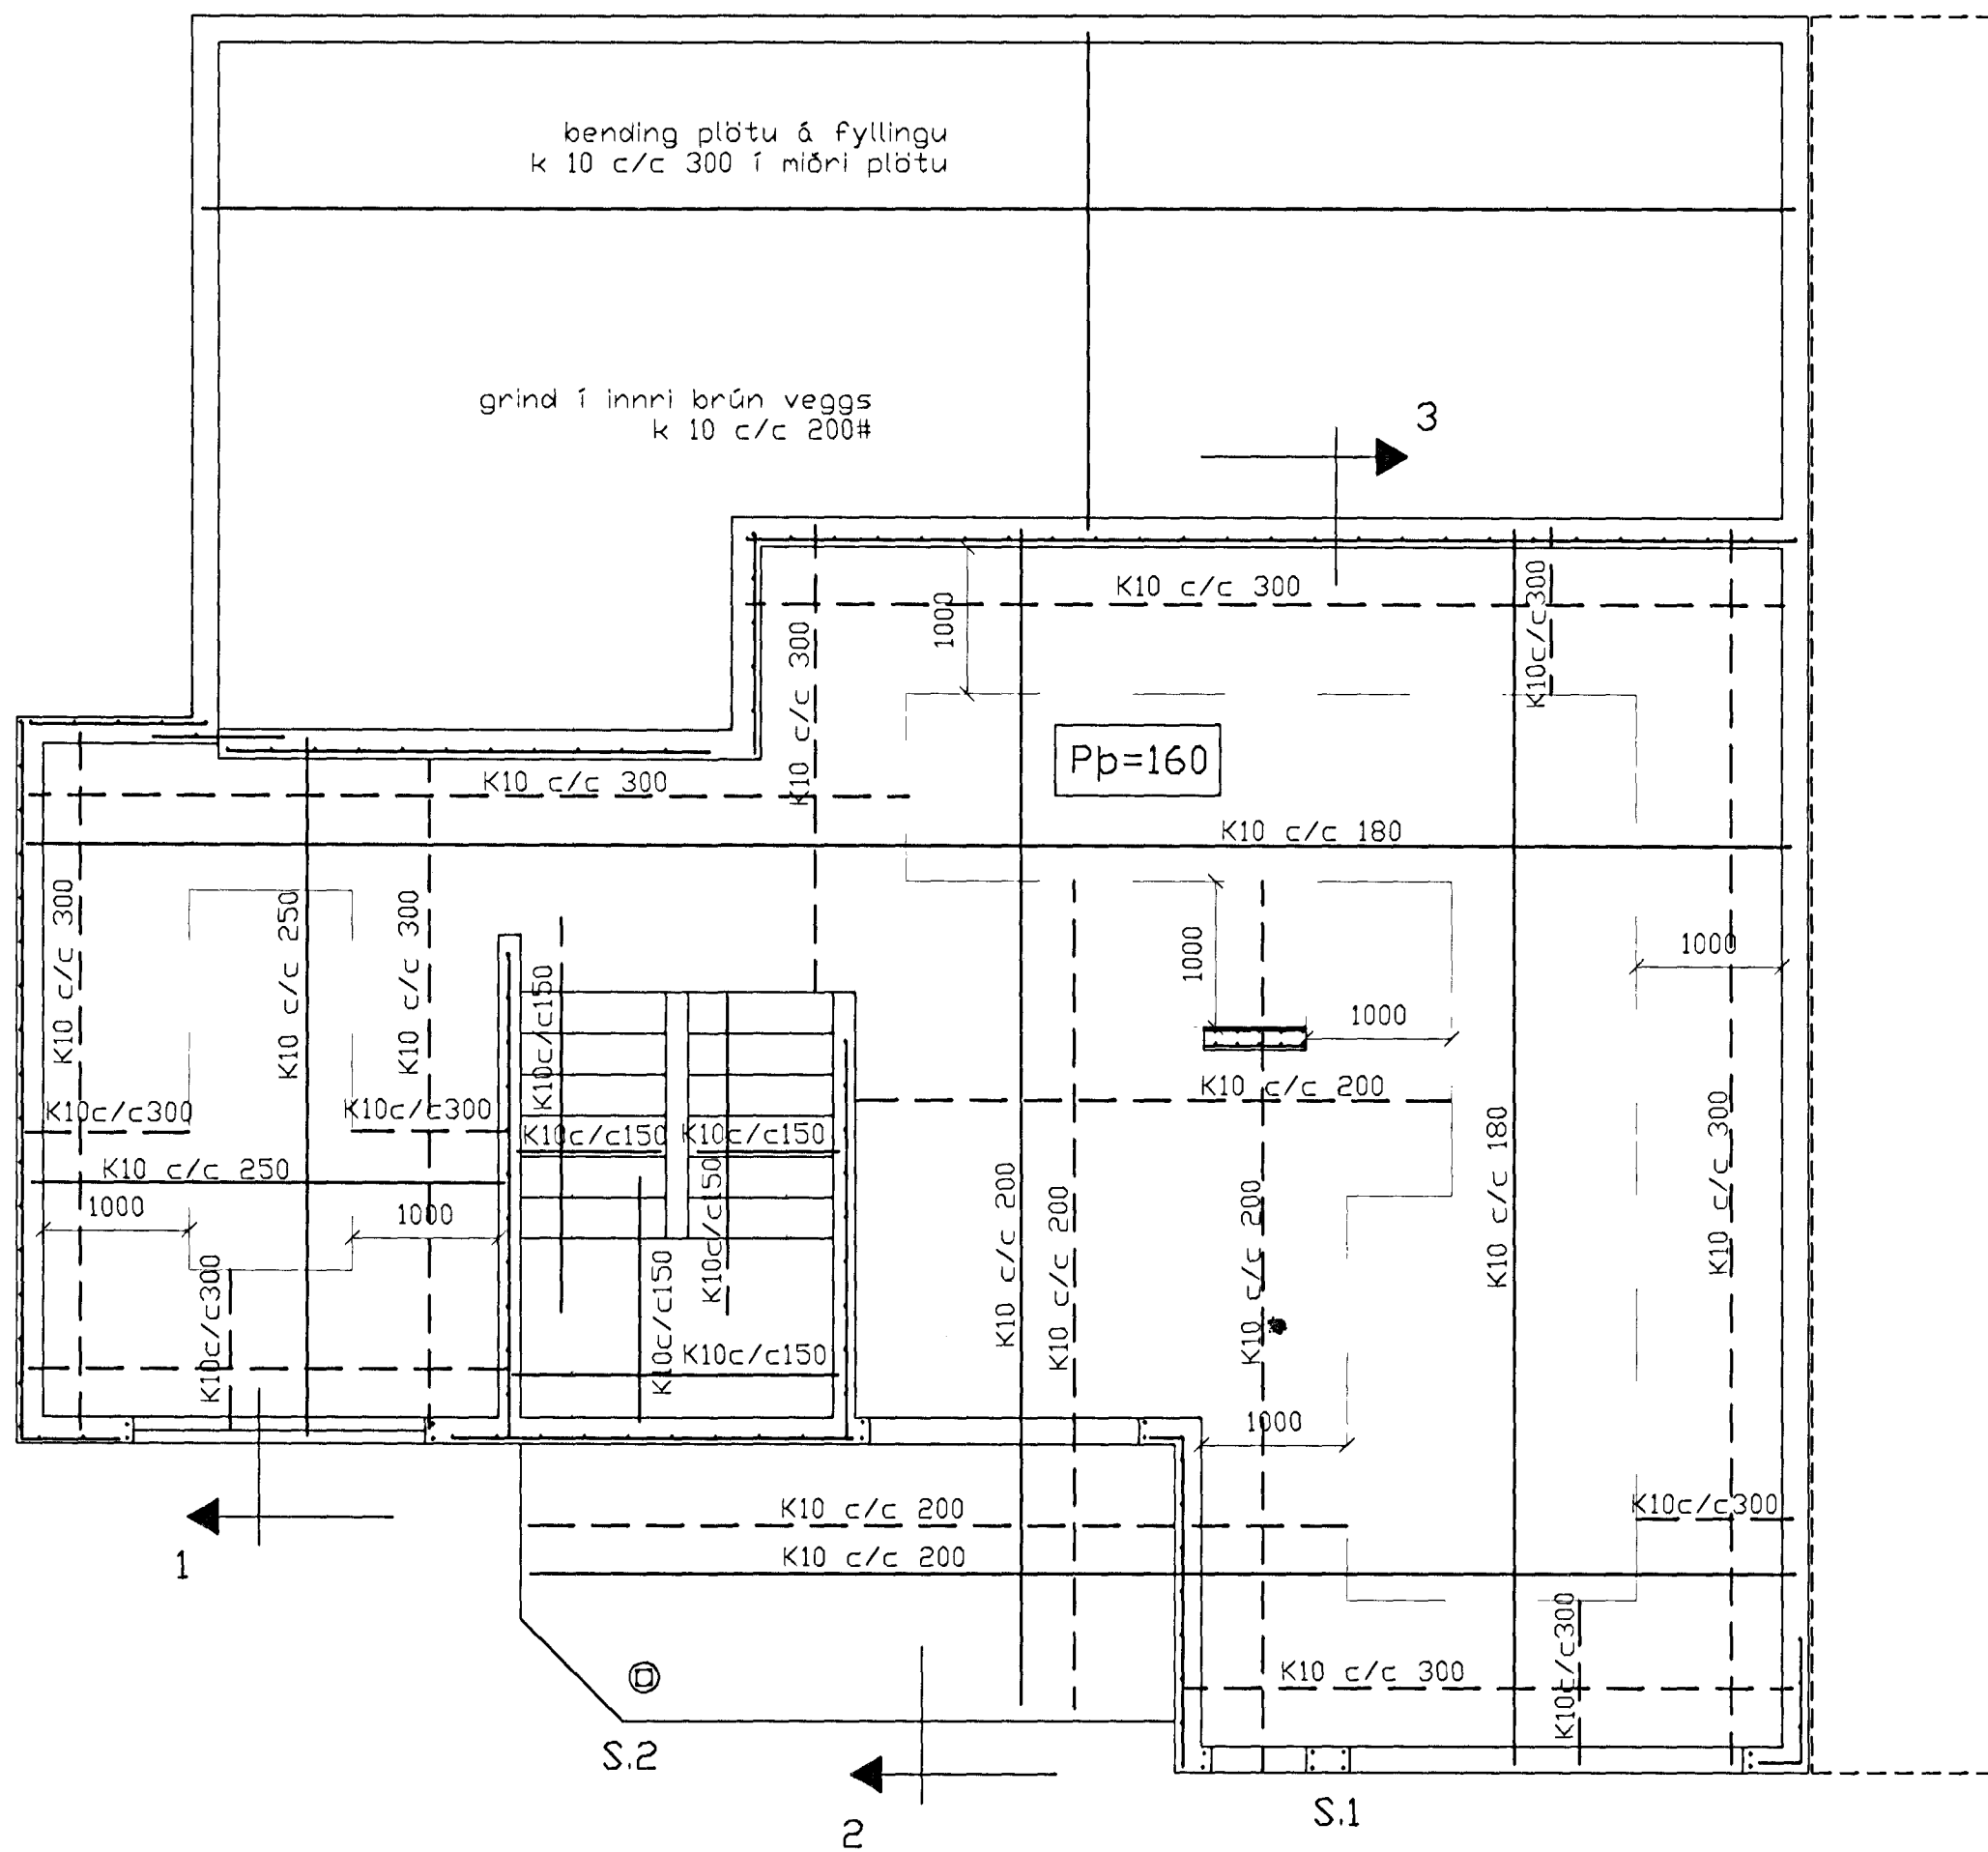 bending plötu á fyllingu
k 10 c/c 300 í miðri plötu
grind í innri brún veggs
k 10 c/c 200#
3
K10 c/c 300
K10c/c300
1000
K10 c/c 300
Pþ=160
K10 c/c 300
K10 c/c 180
K10 c/c 300
K10 c/c 250
K10 c/c 300
K10c/c150
1000
1000
1000
K10 c/c 200
K10c/c300
K10c/c300
K10c/c150
K10c/c150
K10 c/c 250
1000
1000
K10c/c300
K10c/c150
K10c/c150
K10c/c150
K10 c/c 200
K10 c/c 200
K10 c/c 200
K10 c/c 180
K10 c/c 300
1000
K10 c/c 200
K10c/c300
K10 c/c 200
1
K10 c/c 300
K10c/c300
S.2
2
S.1